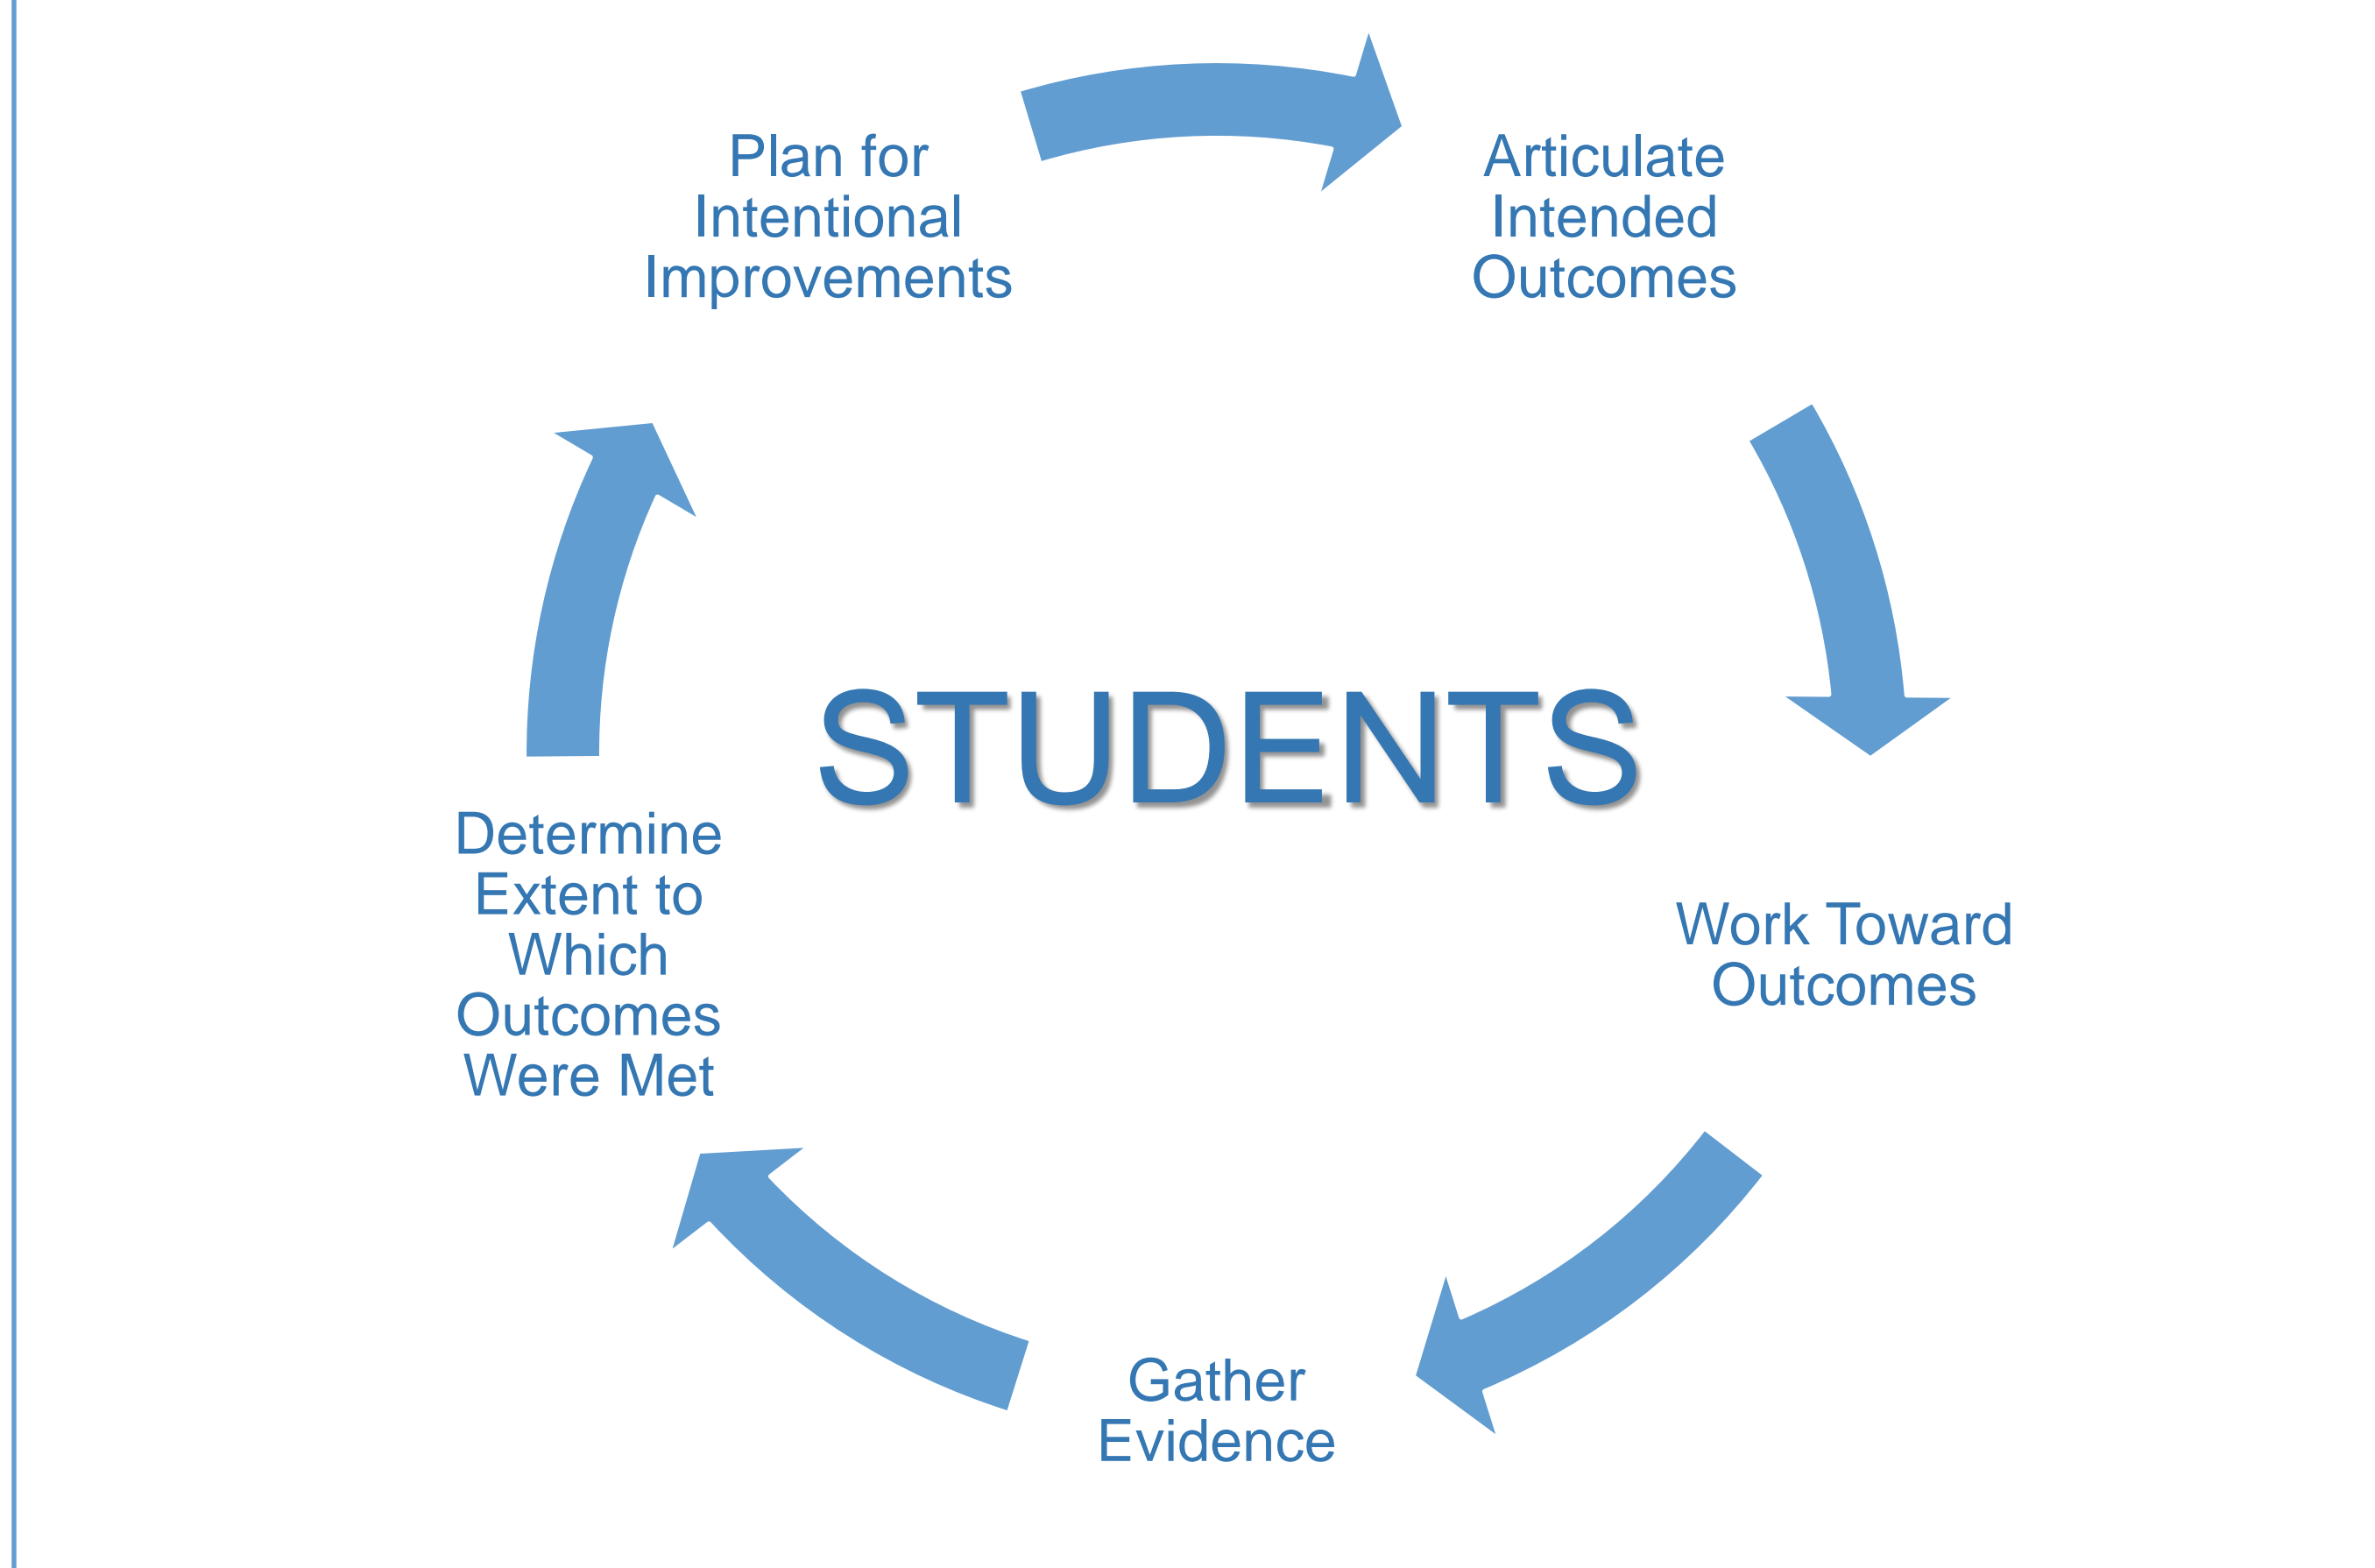 Plan for
Intentional
Improvements
Articulate
Intended
Outcomes
STUDENTS
Work Toward
Outcomes
Gather
Evidence
Determine
Extent to
Which
Outcomes
Were Met